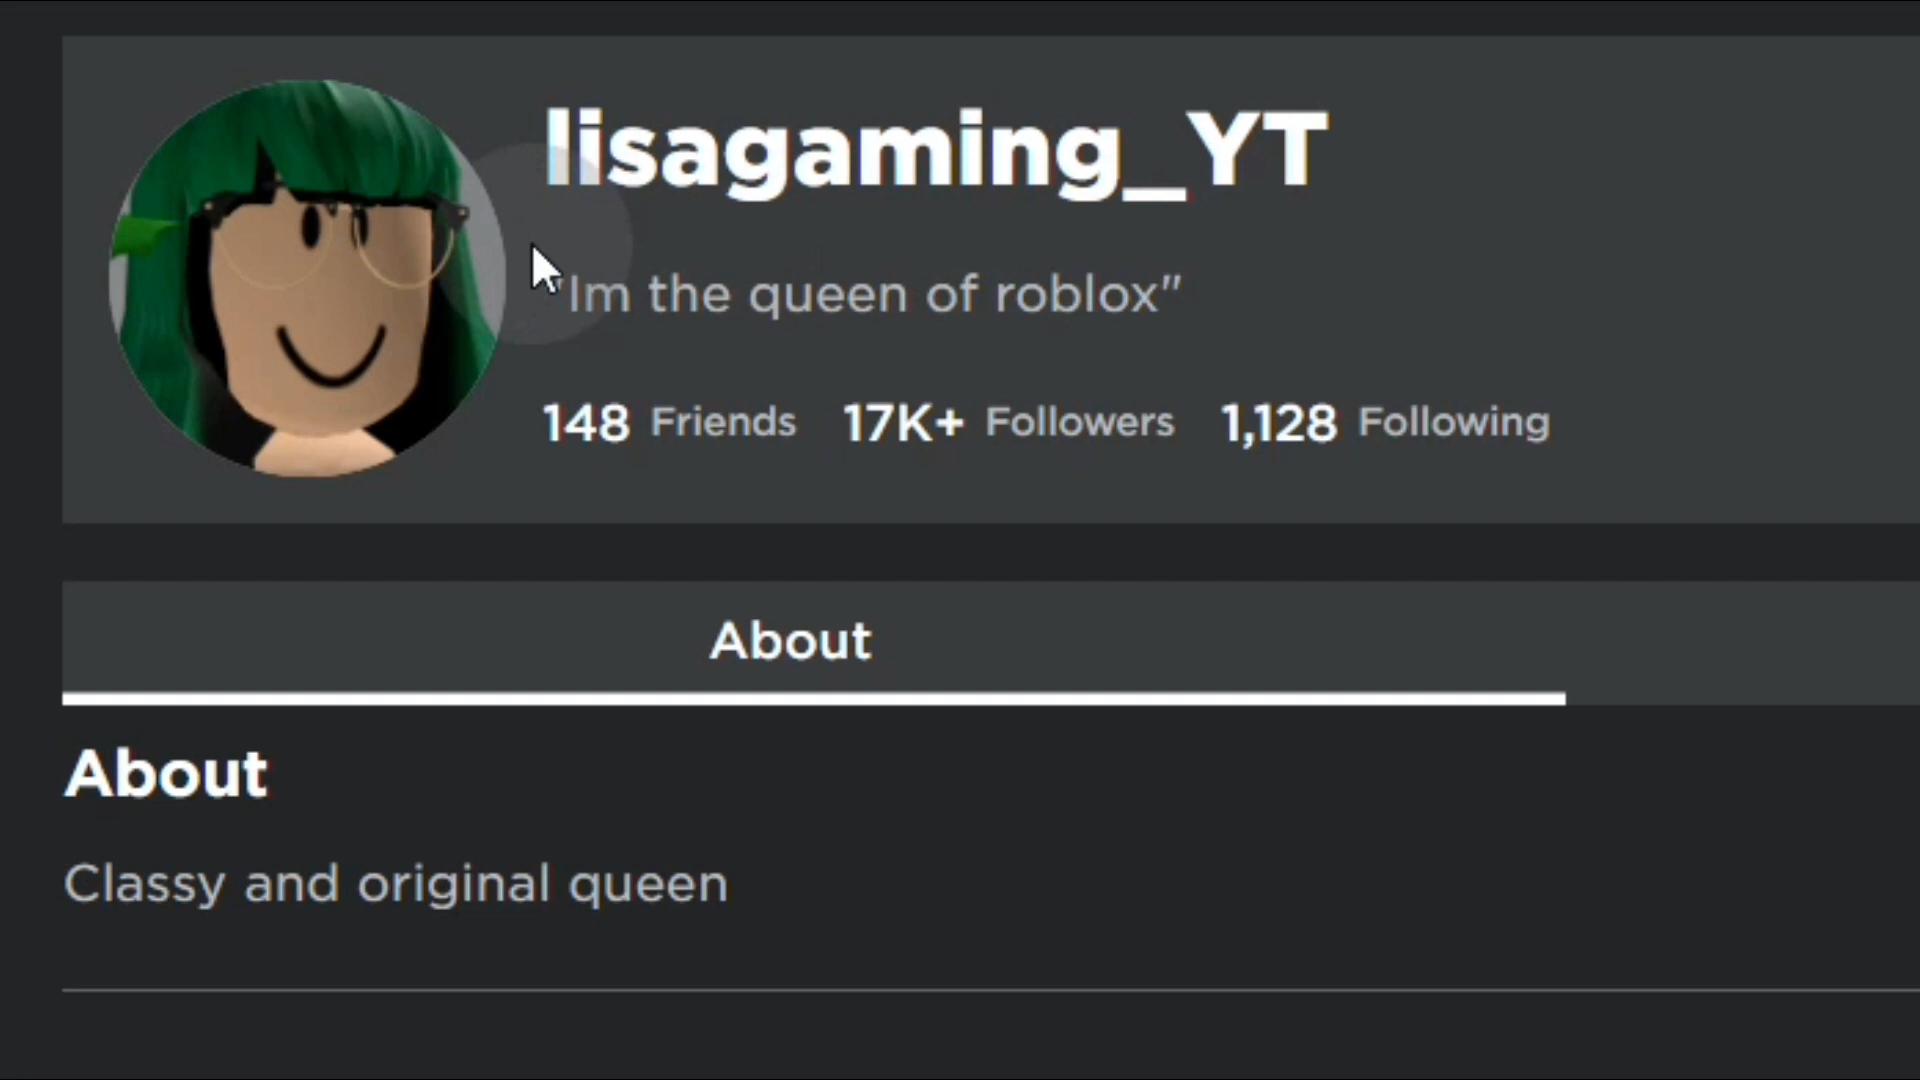 lisagaming_YT
"Im the queen of roblox"
148 Friends 17K+ Followers 1,128 Following
About
About
Classy and original queen